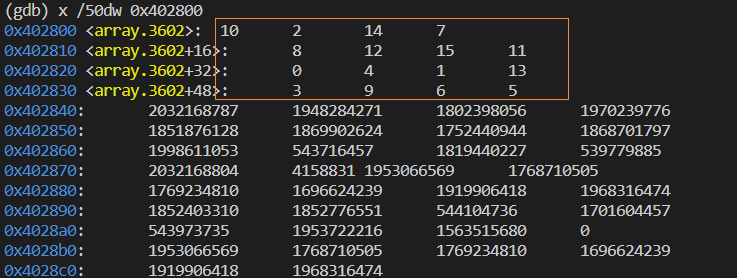 (gdb) x /50dw 0x402800
0x402800 <array.3602>: 10 2 14 7
0x402810 <array.3602+16>: 8 12 15 11
0x402820 <array.3602+32>: 0 4 1 13
0x402830 <array.3602+48>: 3 9 6 5
0x402840: 2032168787 1948284271 1802398056 1970239776
0x402850: 1851876128 1869902624 1752440944 1868701797
0x402860: 1998611053 543716457 1819440227 539779885
0x402870: 2032168804 4158831 1953066569 1768710505
0x402880: 1769234810 1696624239 1919906418 1968316474
0x402890: 1852403310 1852776551 544104736 1701604457
0x4028a0: 543973735 1953722216 1563515680 0
0x4028b0: 1953066569 1768710505 1769234810 1696624239
0x4028c0: 1919906418 1968316474